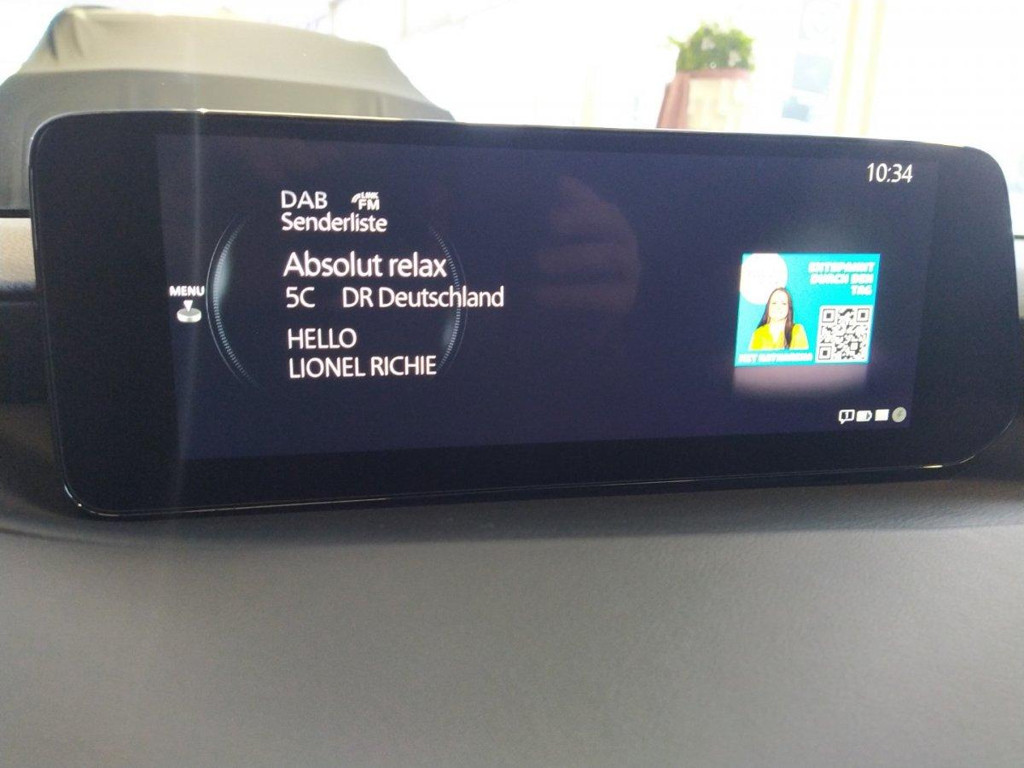 10:34
DAB LINK FM
Senderliste
Absolut relax
MENU
5C DR Deutschland
HELLO
LIONEL RICHIE
ENTSPANNT
DURCH DEN
TAG
MIT